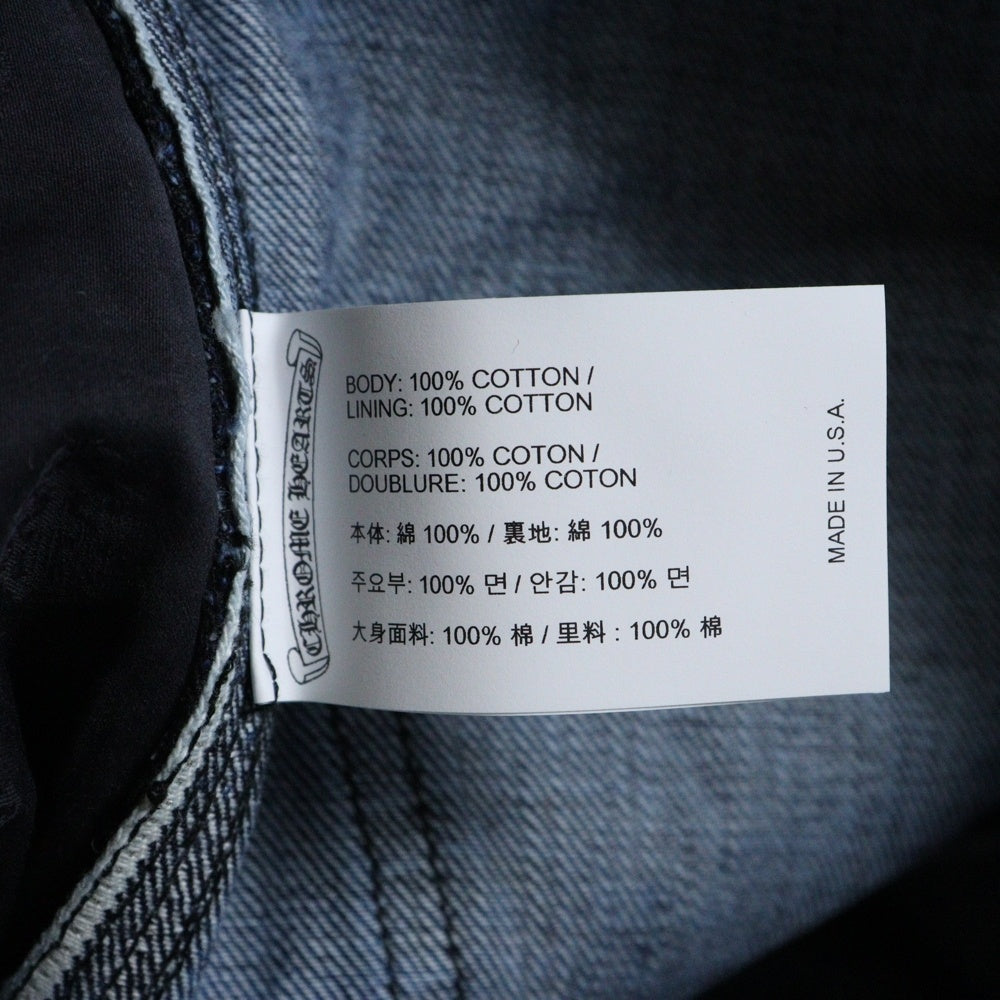 CHROME HEARTS
BODY: 100% COTTON /
LINING: 100% COTTON
CORPS: 100% COTON /
DOUBLURE: 100% COTON
本体: 綿 100% / 裏地: 綿 100%
주요부: 100% 면 / 안감: 100% 면
大身面料: 100% 棉 / 里料 : 100% 棉
MADE IN U.S.A.